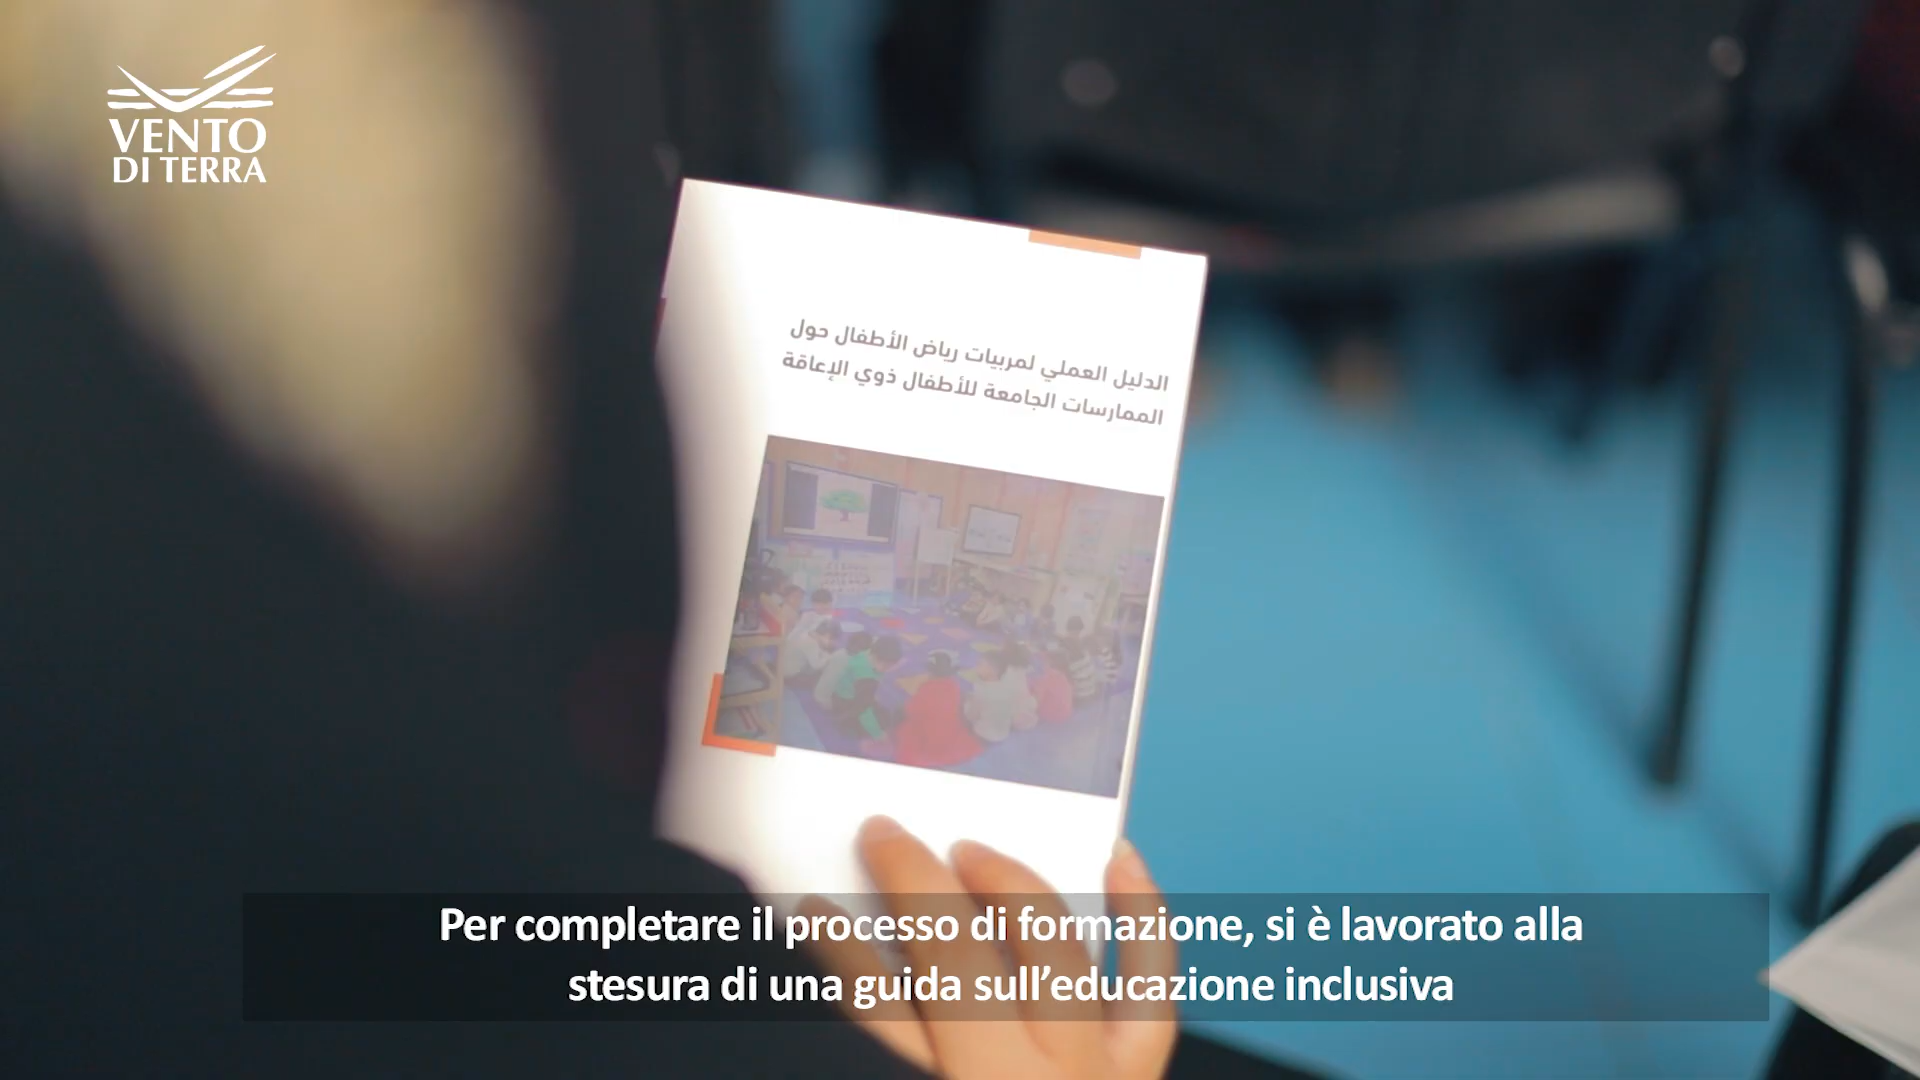 VENTO
DI TERRA
الدليل العملي لمربيات رياض الأطفال حول
الممارسات الجامعة للأطفال ذوي الإعاقة
Per completare il processo di formazione, si è lavorato alla
stesura di una guida sull’educazione inclusiva